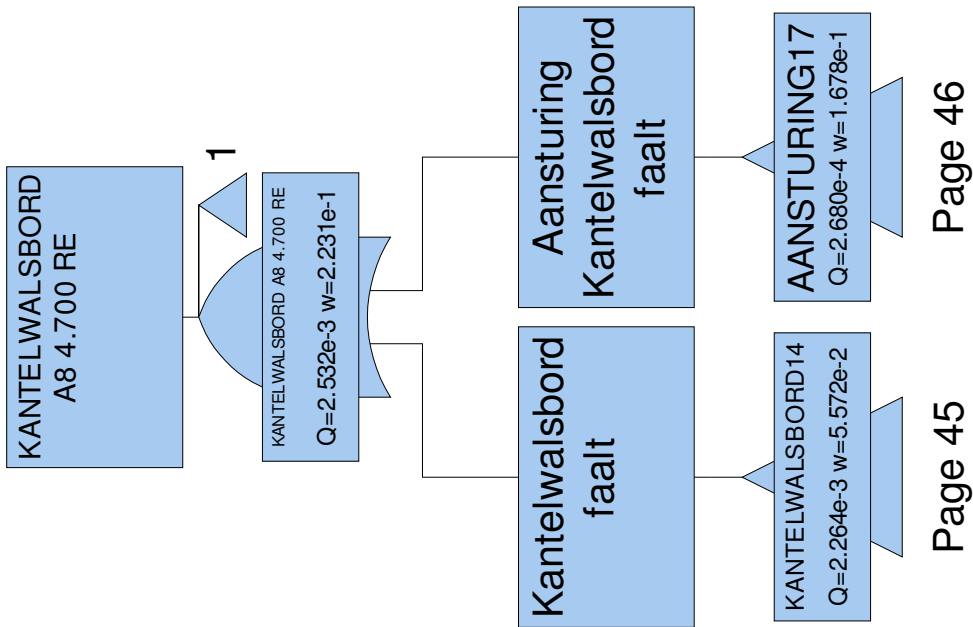 KANTELWALSBORD
A8 4.700 RE
1
KANTELWALSBORD A8 4.700 RE
Q=2.532e-3 w=2.231e-1
Kantelwalsbord
faalt
Aansturing
Kantelwalsbord
faalt
KANTELWALSBORD14
Q=2.264e-3 w=5.572e-2
AANSTURING17
Q=2.680e-4 w=1.678e-1
Page 45
Page 46